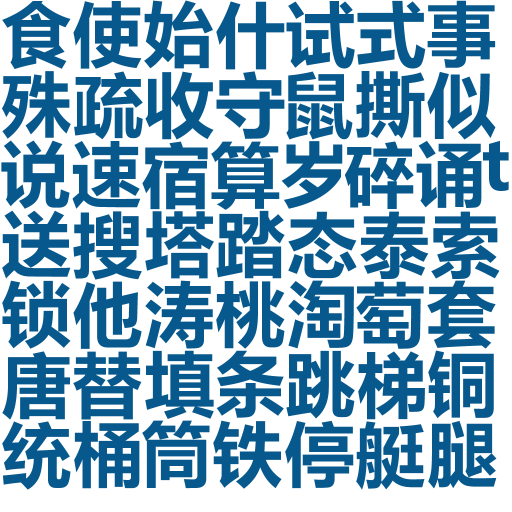 食使始什试式事
殊疏收守鼠撕似
说速宿算岁碎诵t
送搜塔踏态泰索
锁他涛桃淘萄套
唐替填条跳梯铜
统桶筒铁停艇腿